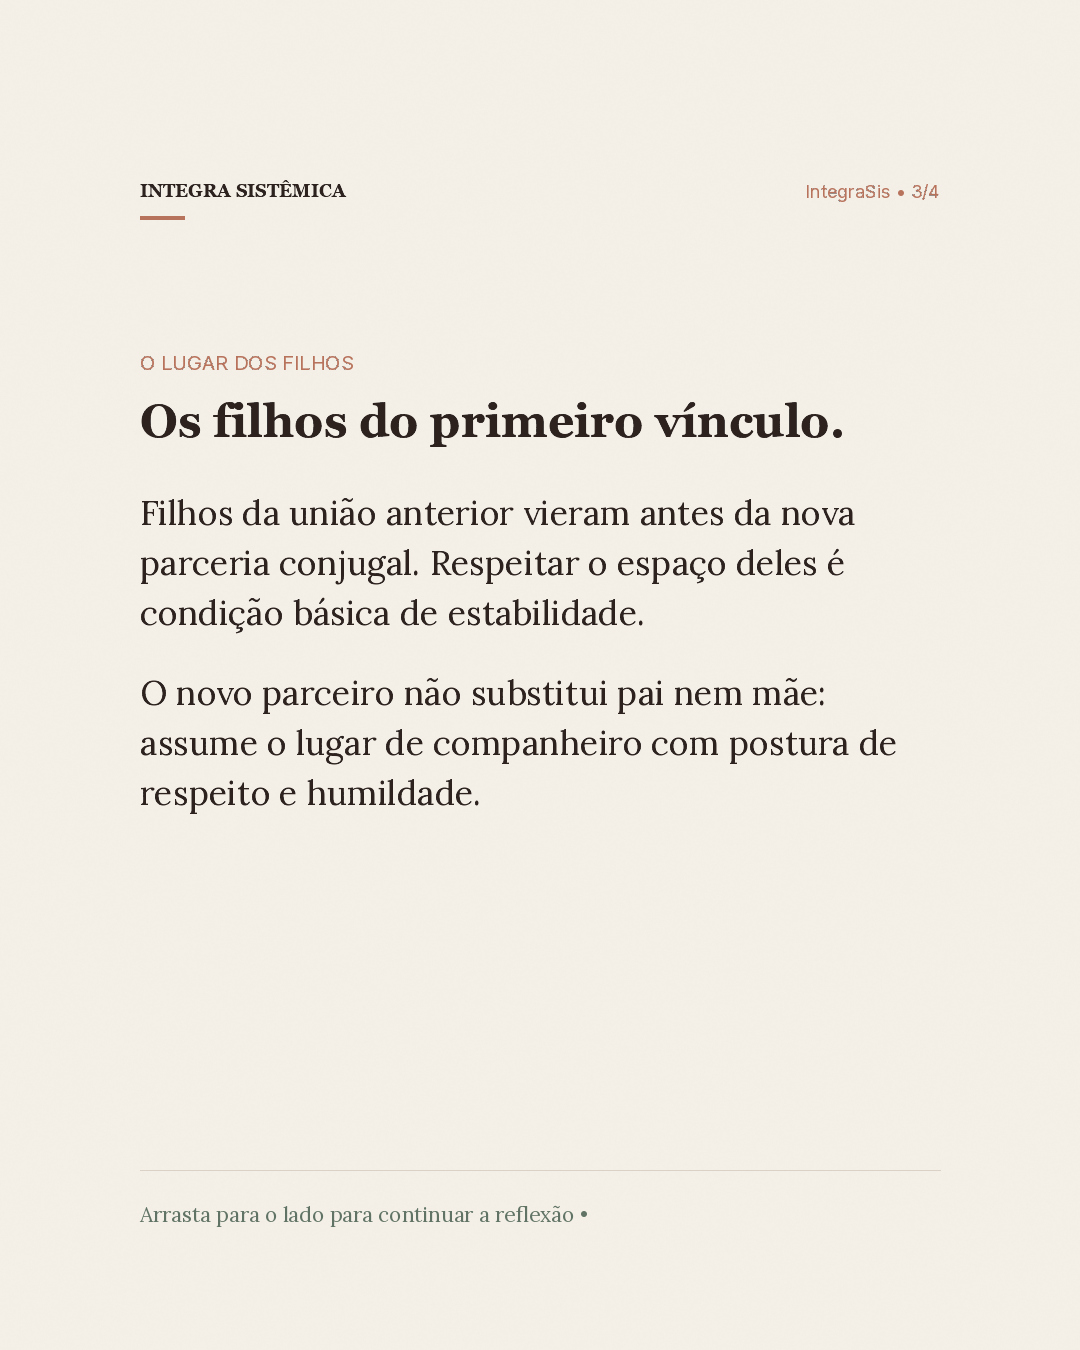 INTEGRA SISTÊMICA
IntegraSis • 3/4
O LUGAR DOS FILHOS
Os filhos do primeiro vínculo.
Filhos da união anterior vieram antes da nova
parceria conjugal. Respeitar o espaço deles é
condição básica de estabilidade.
O novo parceiro não substitui pai nem mãe:
assume o lugar de companheiro com postura de
respeito e humildade.
Arrasta para o lado para continuar a reflexão •